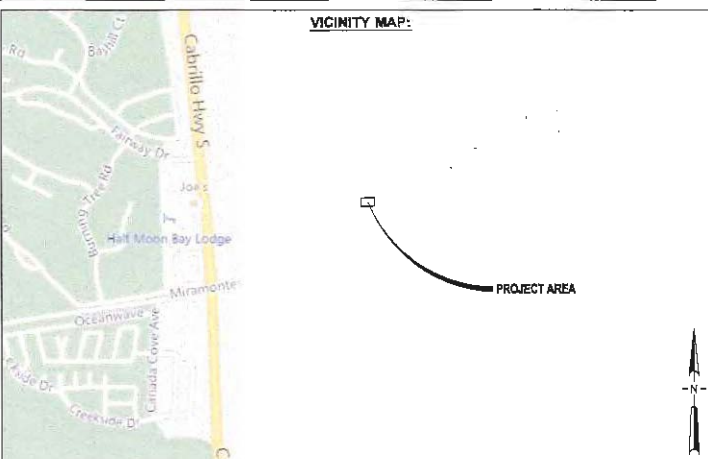 VICINITY MAP:
Rd
Bayhill Ct
Cabrillo Hwy S
Fairway Dr
Burning Tree Rd
Joe's
Half Moon Bay Lodge
Miramonte
Oceanwave
PROJECT AREA
Canada Cove Ave
Creekside Dr
C
N